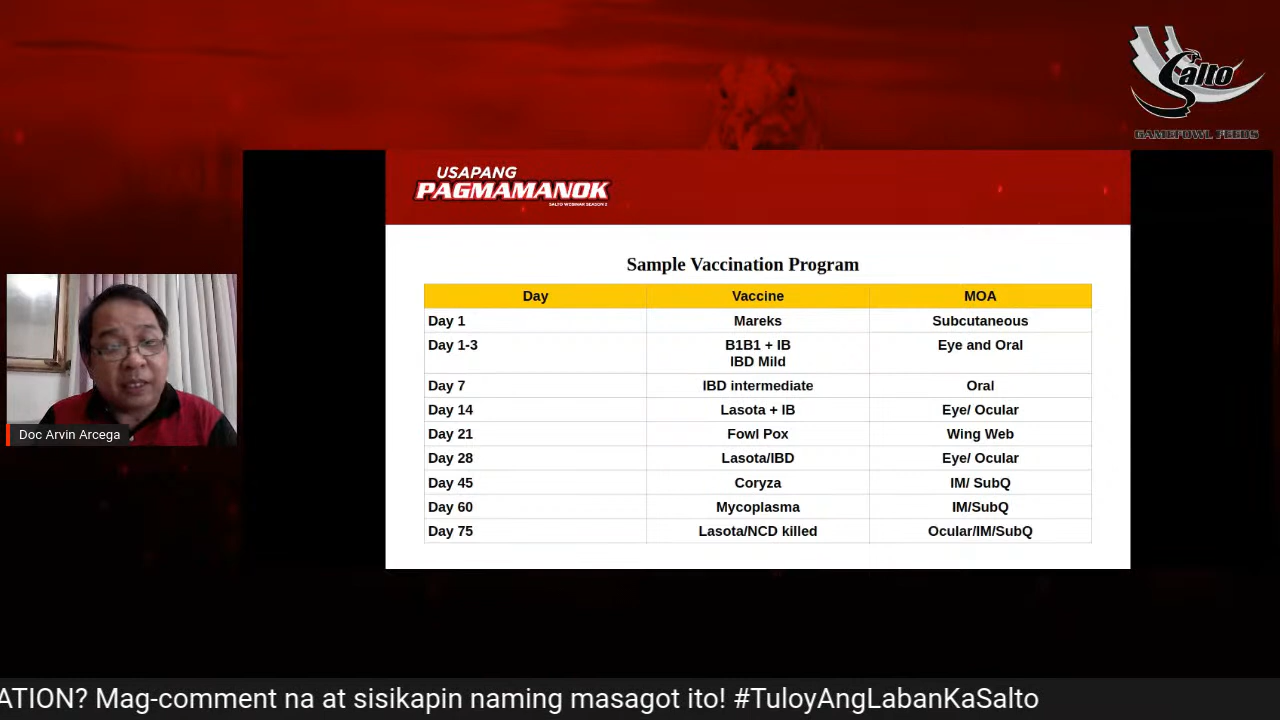 Salto
GAMEFOWL FEEDS
USAPANG
PAGMAMANOK
SALTO WEBINAR SEASON 2
Sample Vaccination Program
Day Vaccine MOA
Day 1 Mareks Subcutaneous
Day 1-3 B1B1 + IB Eye and Oral
IBD Mild
Day 7 IBD intermediate Oral
Day 14 Lasota + IB Eye/ Ocular
Day 21 Fowl Pox Wing Web
Day 28 Lasota/IBD Eye/ Ocular
Day 45 Coryza IM/ SubQ
Day 60 Mycoplasma IM/SubQ
Day 75 Lasota/NCD killed Ocular/IM/SubQ
Doc Arvin Arcega
ATION? Mag-comment na at sisikapin naming masagot ito! #TuloyAngLabanKaSalto